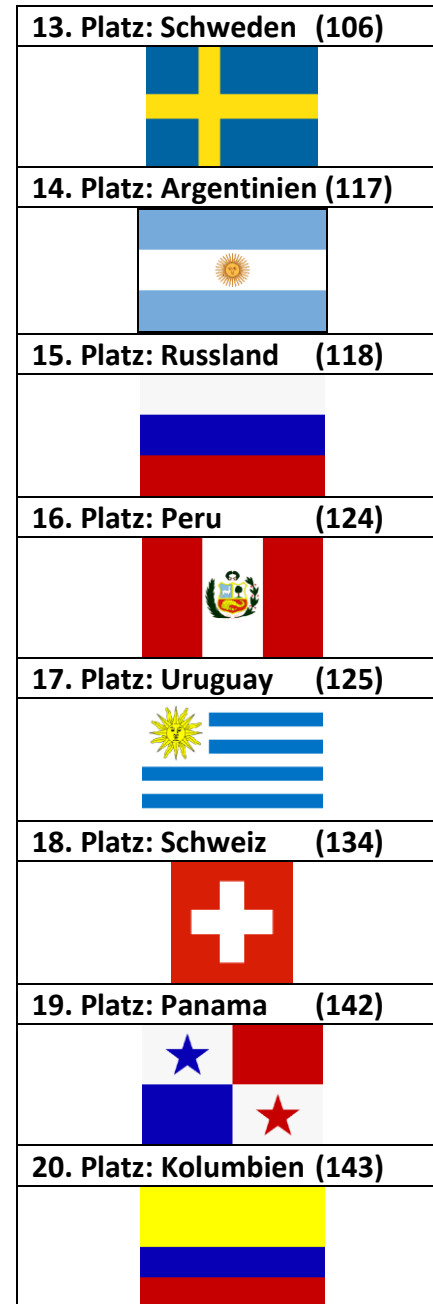 13. Platz: Schweden (106)
14. Platz: Argentinien (117)
15. Platz: Russland (118)
16. Platz: Peru (124)
17. Platz: Uruguay (125)
18. Platz: Schweiz (134)
19. Platz: Panama (142)
20. Platz: Kolumbien (143)